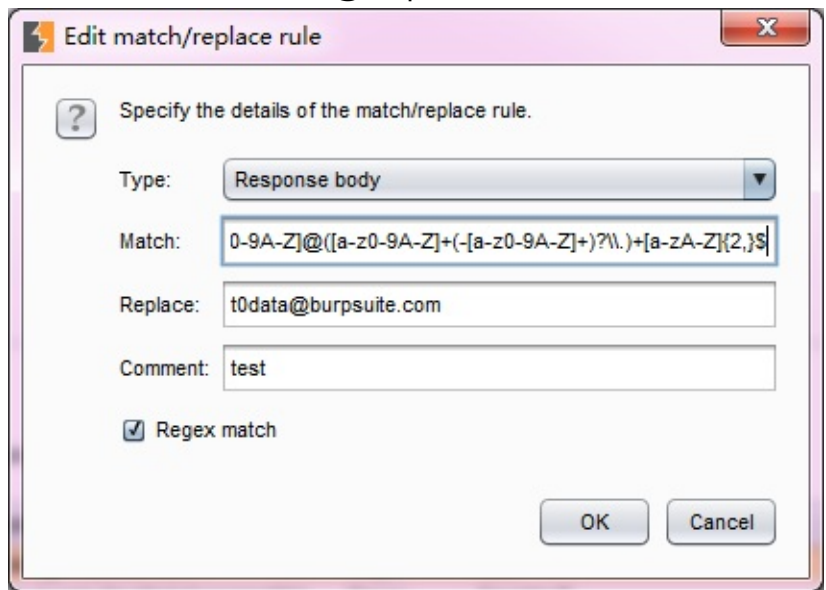 Edit match/replace rule
X
?
Specify the details of the match/replace rule.
Type: Response body
Match: 0-9A-Z]@([a-z0-9A-Z]+(-[a-z0-9A-Z]+)?\\.)+[a-zA-Z]{2,}$
Replace: t0data@burpsuite.com
Comment: test
Regex match
OK Cancel